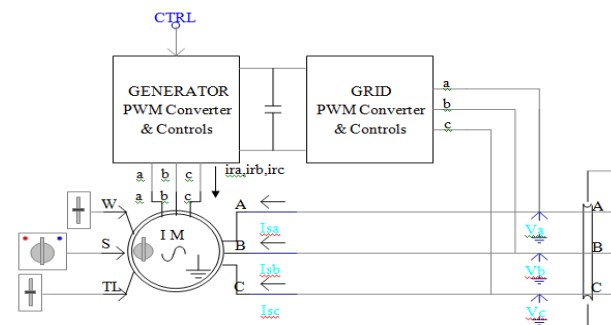 CTRL
GENERATOR
PWM Converter
& Controls
GRID
PWM Converter
& Controls
a
b
c
a b c
ira,irb,irc
a b c
W
S
TL
I M
A
B
C
Isa
Isb
Isc
Va
Vb
Vc
A
B
C